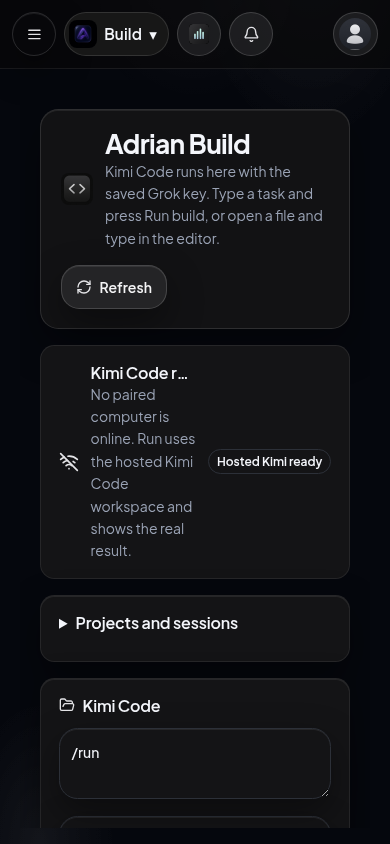 Build ▾
Adrian Build
Kimi Code runs here with the
saved Grok key. Type a task and
press Run build, or open a file and
type in the editor.
Refresh
Kimi Code r…
No paired
computer is
online. Run uses
the hosted Kimi
Code
workspace and
shows the real
result.
Hosted Kimi ready
Projects and sessions
Kimi Code
/run